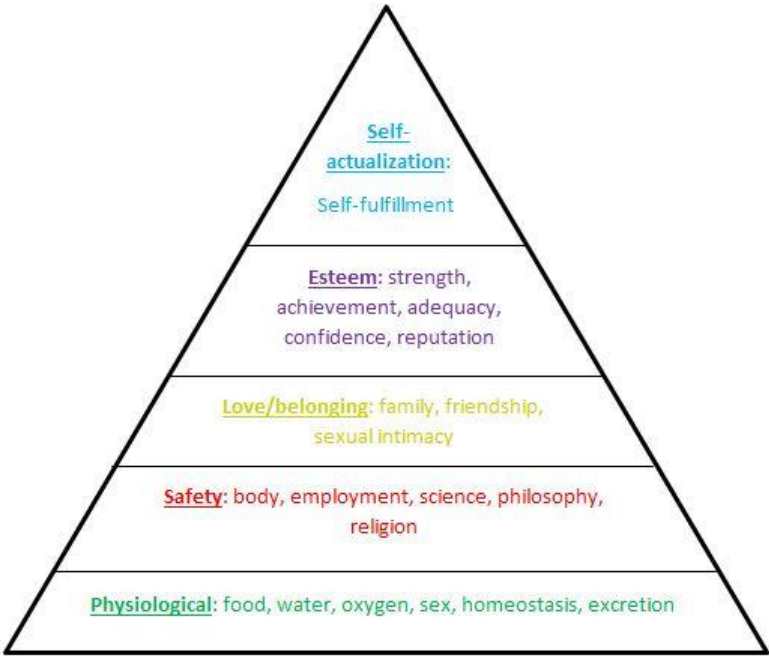 Self-
actualization:
Self-fulfillment
Esteem: strength,
achievement, adequacy,
confidence, reputation
Love/belonging: family, friendship,
sexual intimacy
Safety: body, employment, science, philosophy,
religion
Physiological: food, water, oxygen, sex, homeostasis, excretion